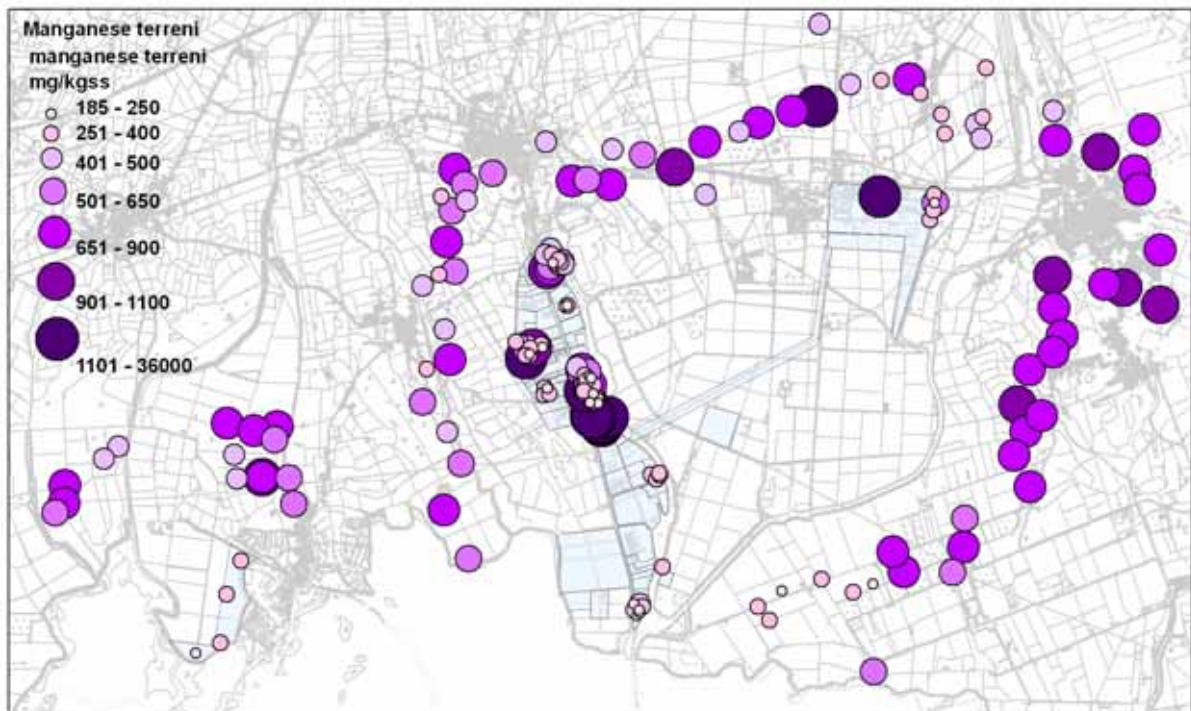 Manganese terreni
manganese terreni
mg/kgss
185 - 250
251 - 400
401 - 500
501 - 650
651 - 900
901 - 1100
1101 - 36000